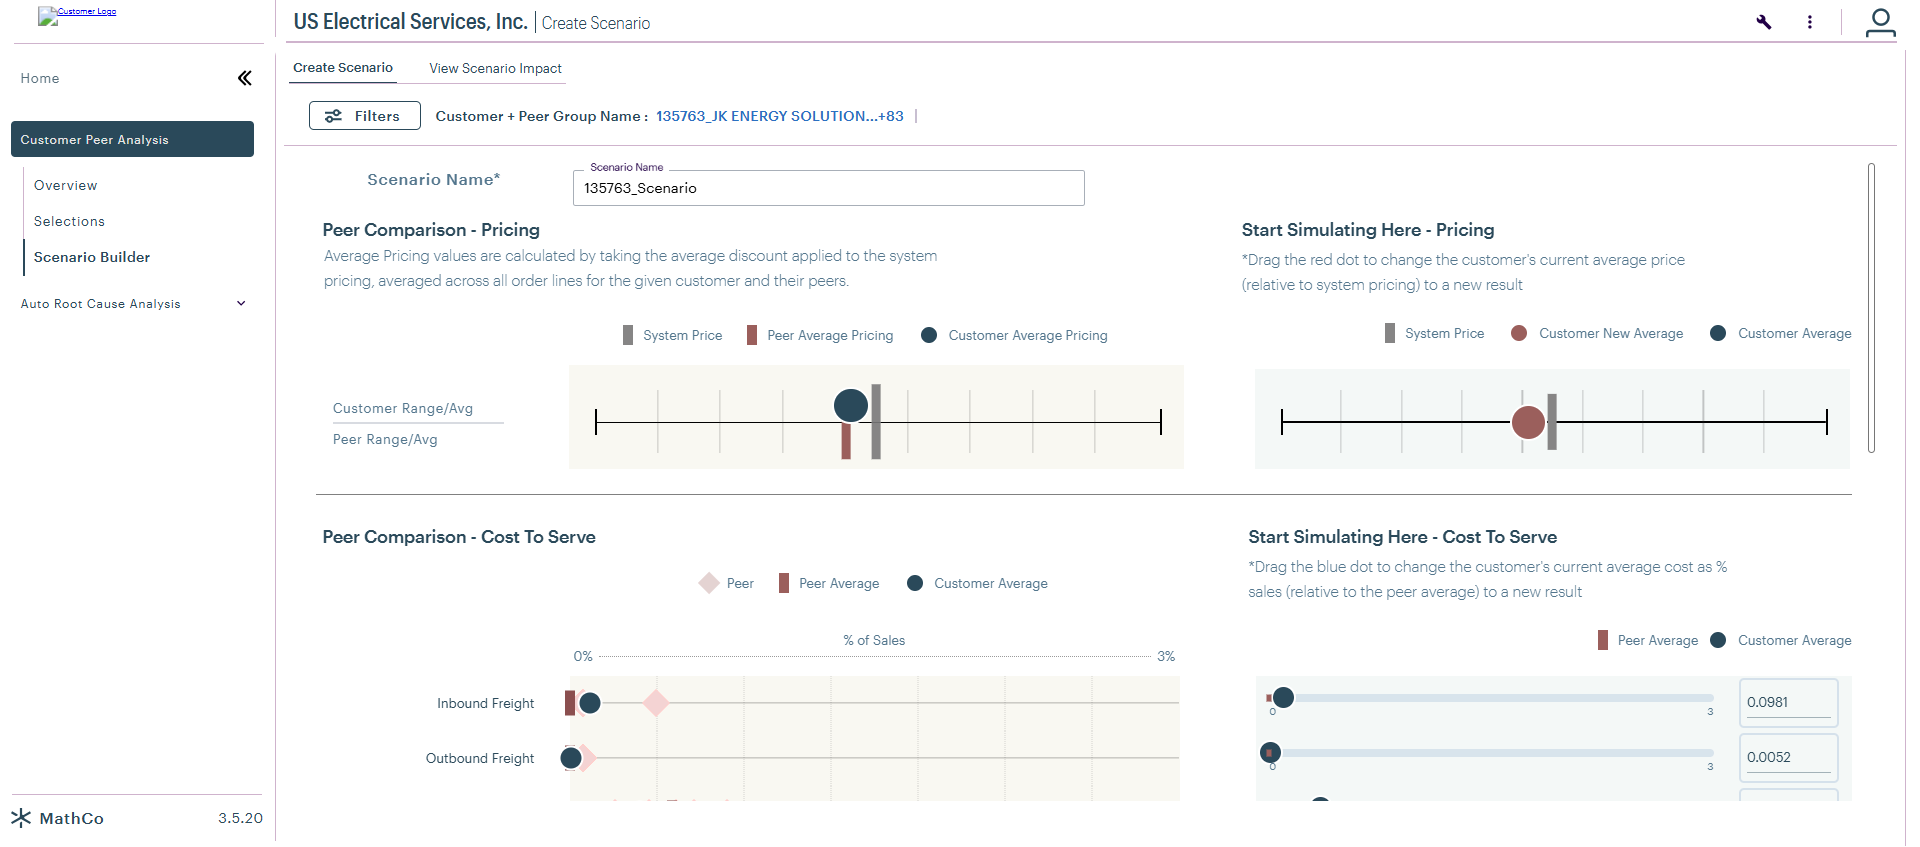 Customer Logo
US Electrical Services, Inc. | Create Scenario
Home
Create Scenario
View Scenario Impact
Filters
Customer + Peer Group Name : 135763_JK ENERGY SOLUTION...+83
Customer Peer Analysis
Overview
Selections
Scenario Builder
Auto Root Cause Analysis
Scenario Name*
Scenario Name
135763_Scenario
Peer Comparison - Pricing
Average Pricing values are calculated by taking the average discount applied to the system
pricing, averaged across all order lines for the given customer and their peers.
System Price
Peer Average Pricing
Customer Average Pricing
Customer Range/Avg
Peer Range/Avg
Start Simulating Here - Pricing
*Drag the red dot to change the customer's current average price
(relative to system pricing) to a new result
System Price
Customer New Average
Customer Average
Peer Comparison - Cost To Serve
Peer
Peer Average
Customer Average
% of Sales
0%
3%
Inbound Freight
Outbound Freight
Start Simulating Here - Cost To Serve
*Drag the blue dot to change the customer's current average cost as %
sales (relative to the peer average) to a new result
Peer Average
Customer Average
0
3
0.0981
0
3
0.0052
MathCo
3.5.20